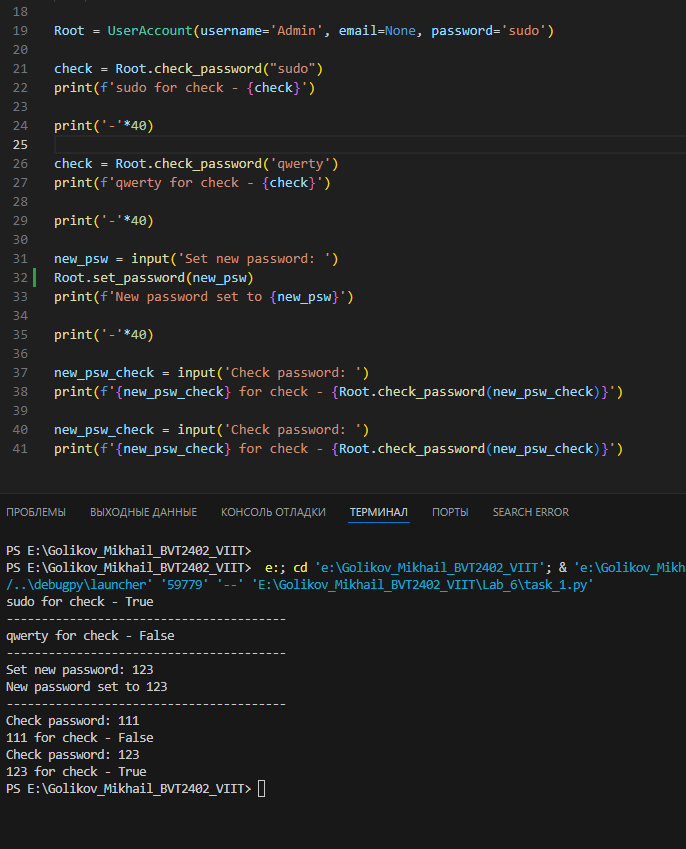 18
19 Root = UserAccount(username='Admin', email=None, password='sudo')
20
21 check = Root.check_password("sudo")
22 print(f'sudo for check - {check}')
23
24 print('-'*40)
25
26 check = Root.check_password('qwerty')
27 print(f'qwerty for check - {check}')
28
29 print('-'*40)
30
31 new_psw = input('Set new password: ')
32 Root.set_password(new_psw)
33 print(f'New password set to {new_psw}')
34
35 print('-'*40)
36
37 new_psw_check = input('Check password: ')
38 print(f'{new_psw_check} for check - {Root.check_password(new_psw_check)}')
39
40 new_psw_check = input('Check password: ')
41 print(f'{new_psw_check} for check - {Root.check_password(new_psw_check)}')
ПРОБЛЕМЫ ВЫХОДНЫЕ ДАННЫЕ КОНСОЛЬ ОТЛАДКИ ТЕРМИНАЛ ПОРТЫ SEARCH ERROR
PS E:\Golikov_Mikhail_BVT2402_VIIT>
PS E:\Golikov_Mikhail_BVT2402_VIIT> e:; cd 'e:\Golikov_Mikhail_BVT2402_VIIT'; & 'e:\Golikov_Mikh
/..\debugpy\launcher' '59779' '--' 'E:\Golikov_Mikhail_BVT2402_VIIT\Lab_6\task_1.py'
sudo for check - True
----------------------------------------
qwerty for check - False
----------------------------------------
Set new password: 123
New password set to 123
----------------------------------------
Check password: 111
111 for check - False
Check password: 123
123 for check - True
PS E:\Golikov_Mikhail_BVT2402_VIIT>